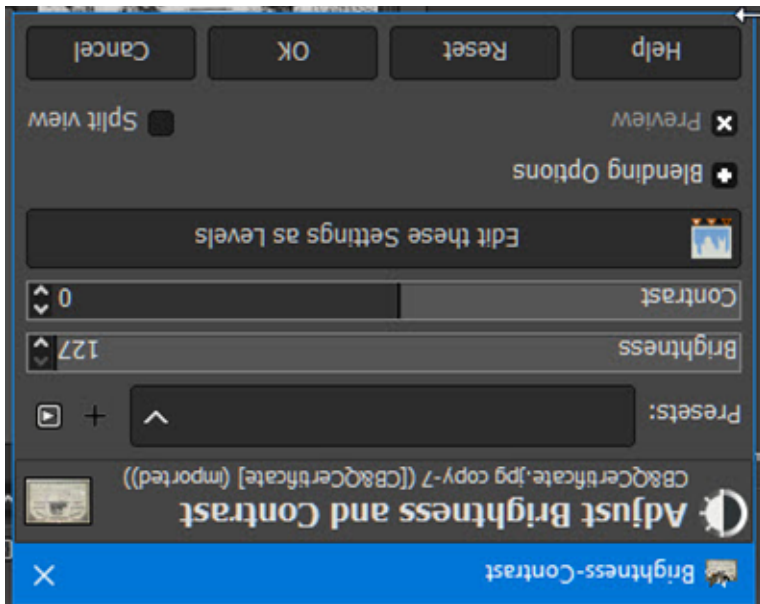 Brightness-Contrast
Adjust Brightness and Contrast
CB&QCertificate.jpg copy-7 ([CB&QCertificate] (imported))
Presets:
Brightness 127
Contrast 0
Edit these Settings as Levels
Blending Options
Preview Split view
Help Reset OK Cancel